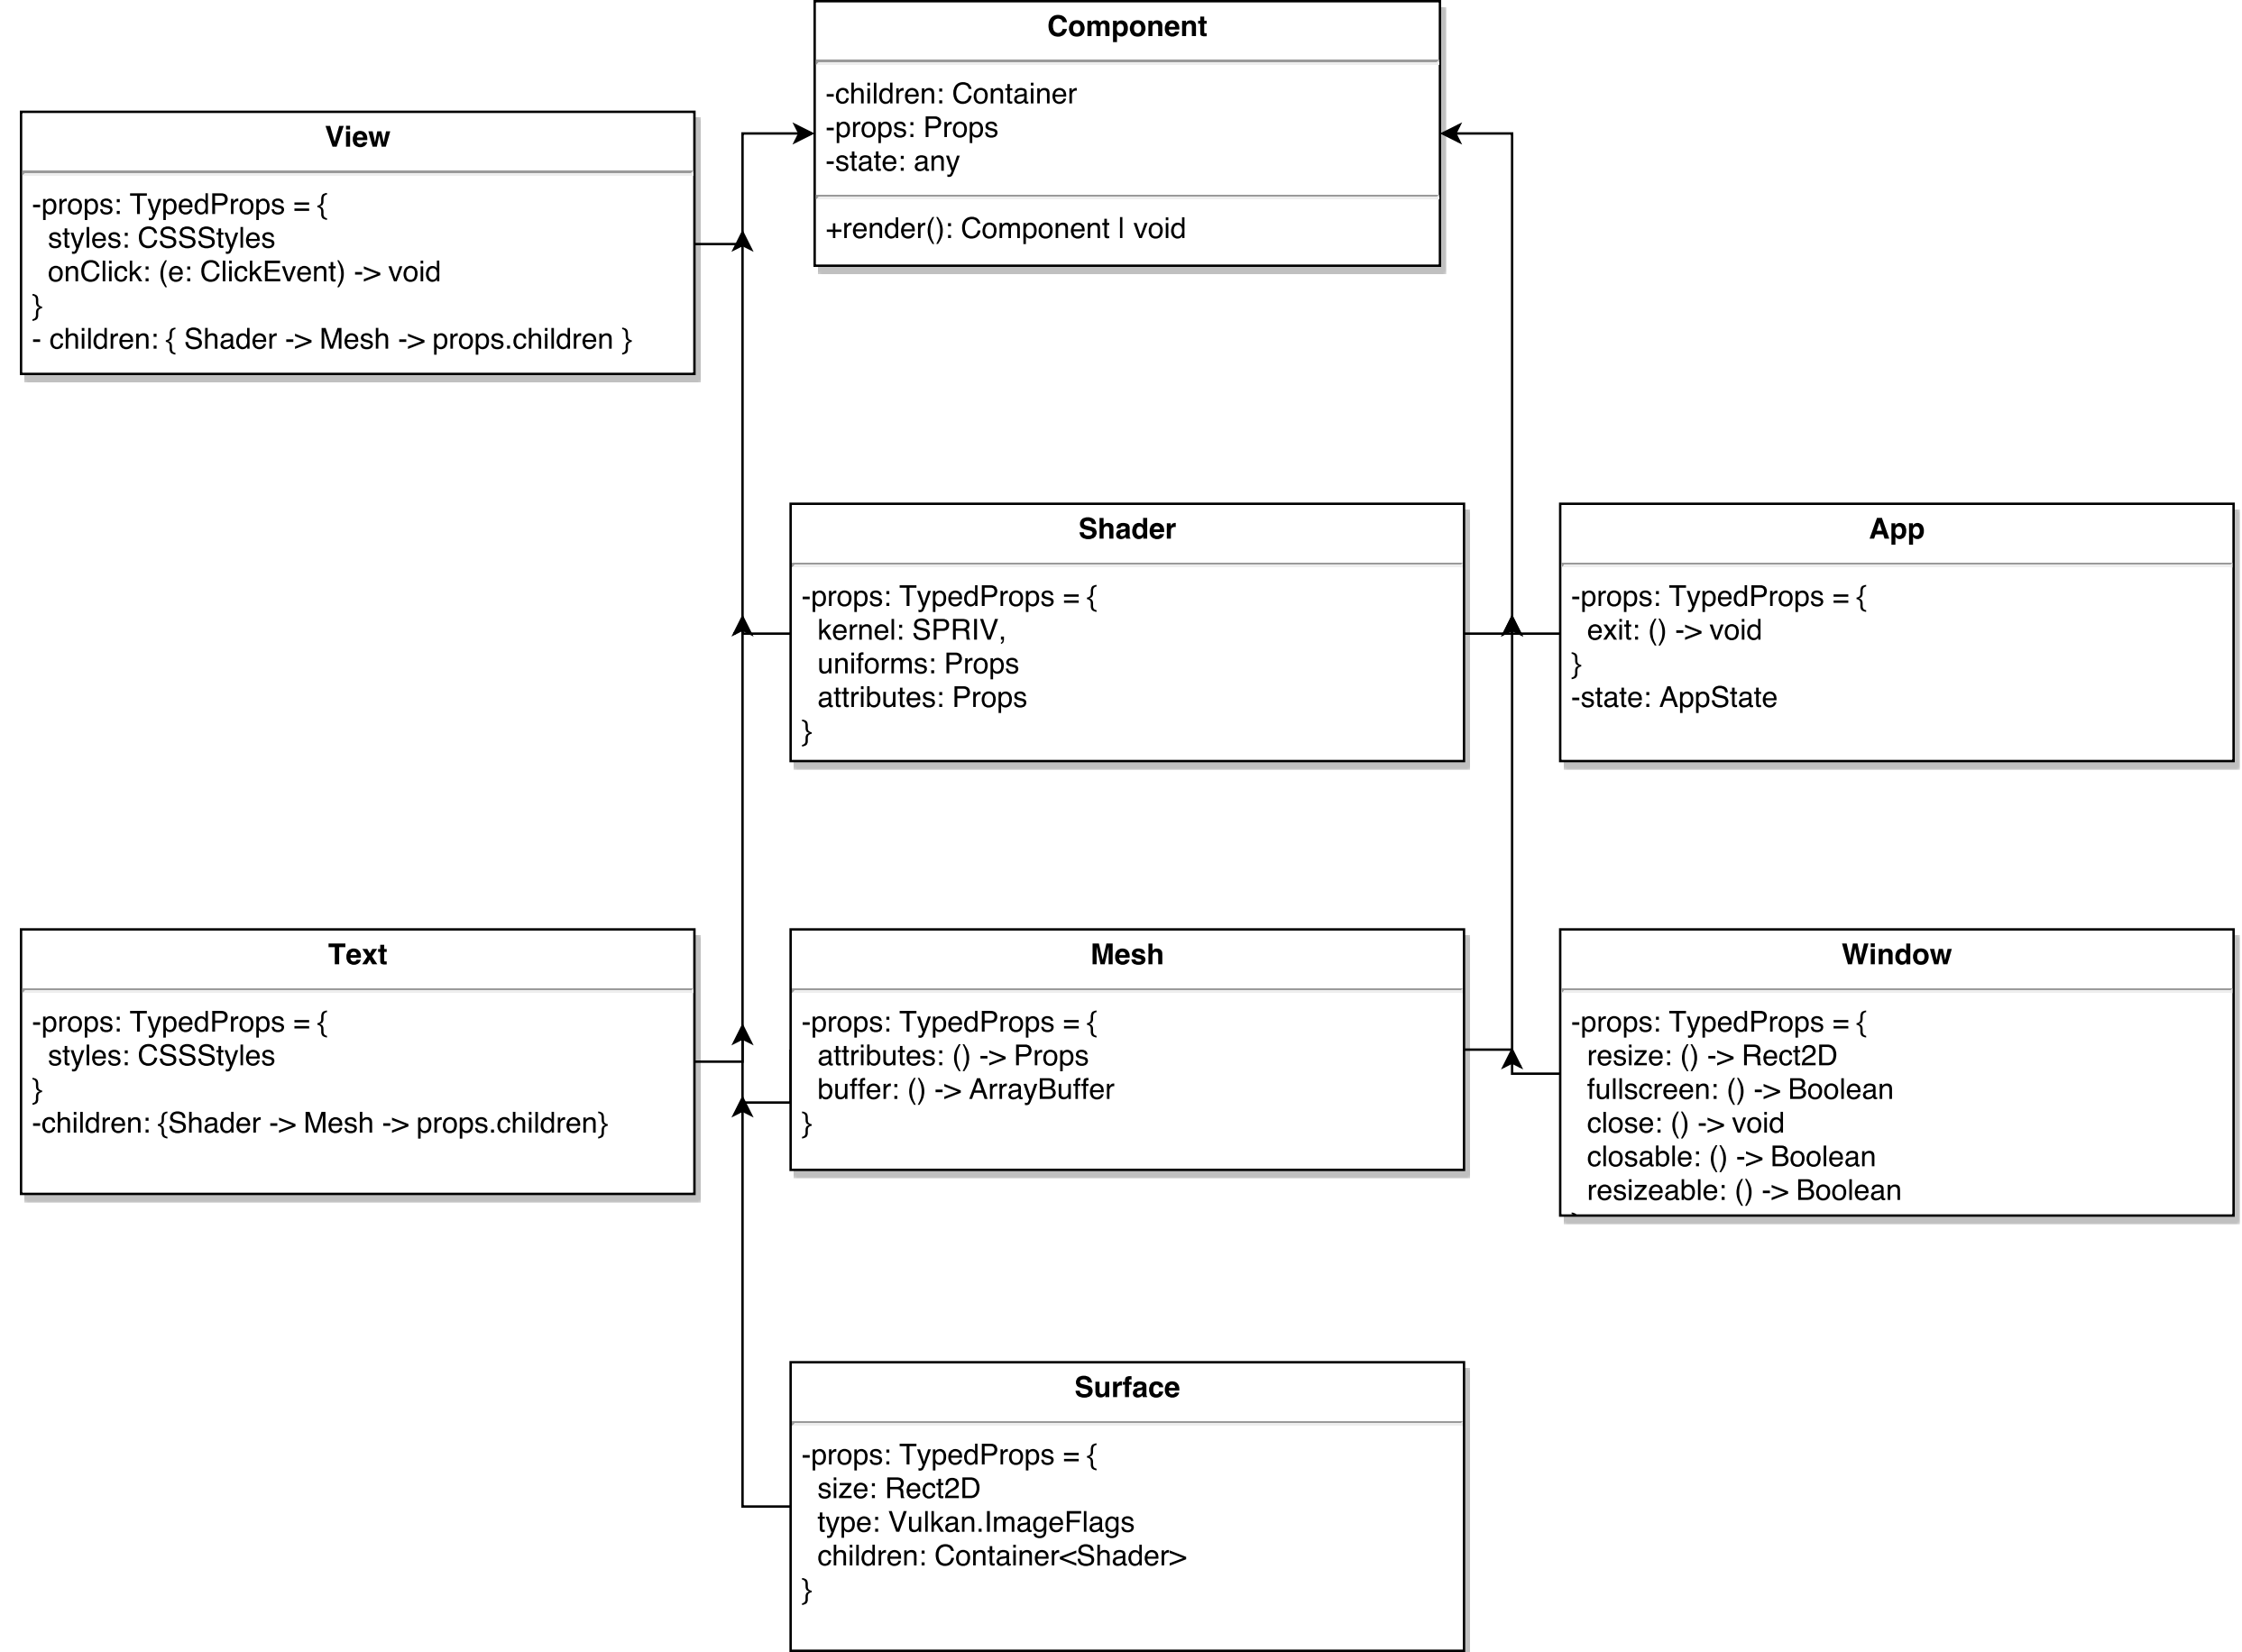 Component
-children: Container
-props: Props
-state: any
+render(): Component | void
View
-props: TypedProps = {
styles: CSSStyles
onClick: (e: ClickEvent) -> void
}
- children: { Shader -> Mesh -> props.children }
Shader
-props: TypedProps = {
kernel: SPRIV,
uniforms: Props
attributes: Props
}
App
-props: TypedProps = {
exit: () -> void
}
-state: AppState
Text
-props: TypedProps = {
styles: CSSStyles
}
-children: {Shader -> Mesh -> props.children}
Mesh
-props: TypedProps = {
attributes: () -> Props
buffer: () -> ArrayBuffer
}
Window
-props: TypedProps = {
resize: () -> Rect2D
fullscreen: () -> Boolean
close: () -> void
closable: () -> Boolean
resizeable: () -> Boolean
Surface
-props: TypedProps = {
size: Rect2D
type: Vulkan.ImageFlags
children: Container<Shader>
}